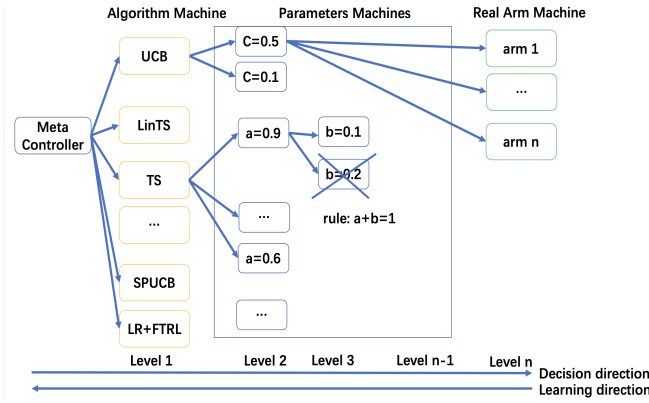 Algorithm Machine
Parameters Machines
Real Arm Machine
Meta
Controller
UCB
LinTS
TS
...
SPUCB
LR+FTRL
C=0.5
C=0.1
a=0.9
...
a=0.6
...
b=0.1
b=0.2
rule: a+b=1
arm 1
...
arm n
Level 1
Level 2
Level 3
Level n-1
Level n
Decision direction
Learning direction